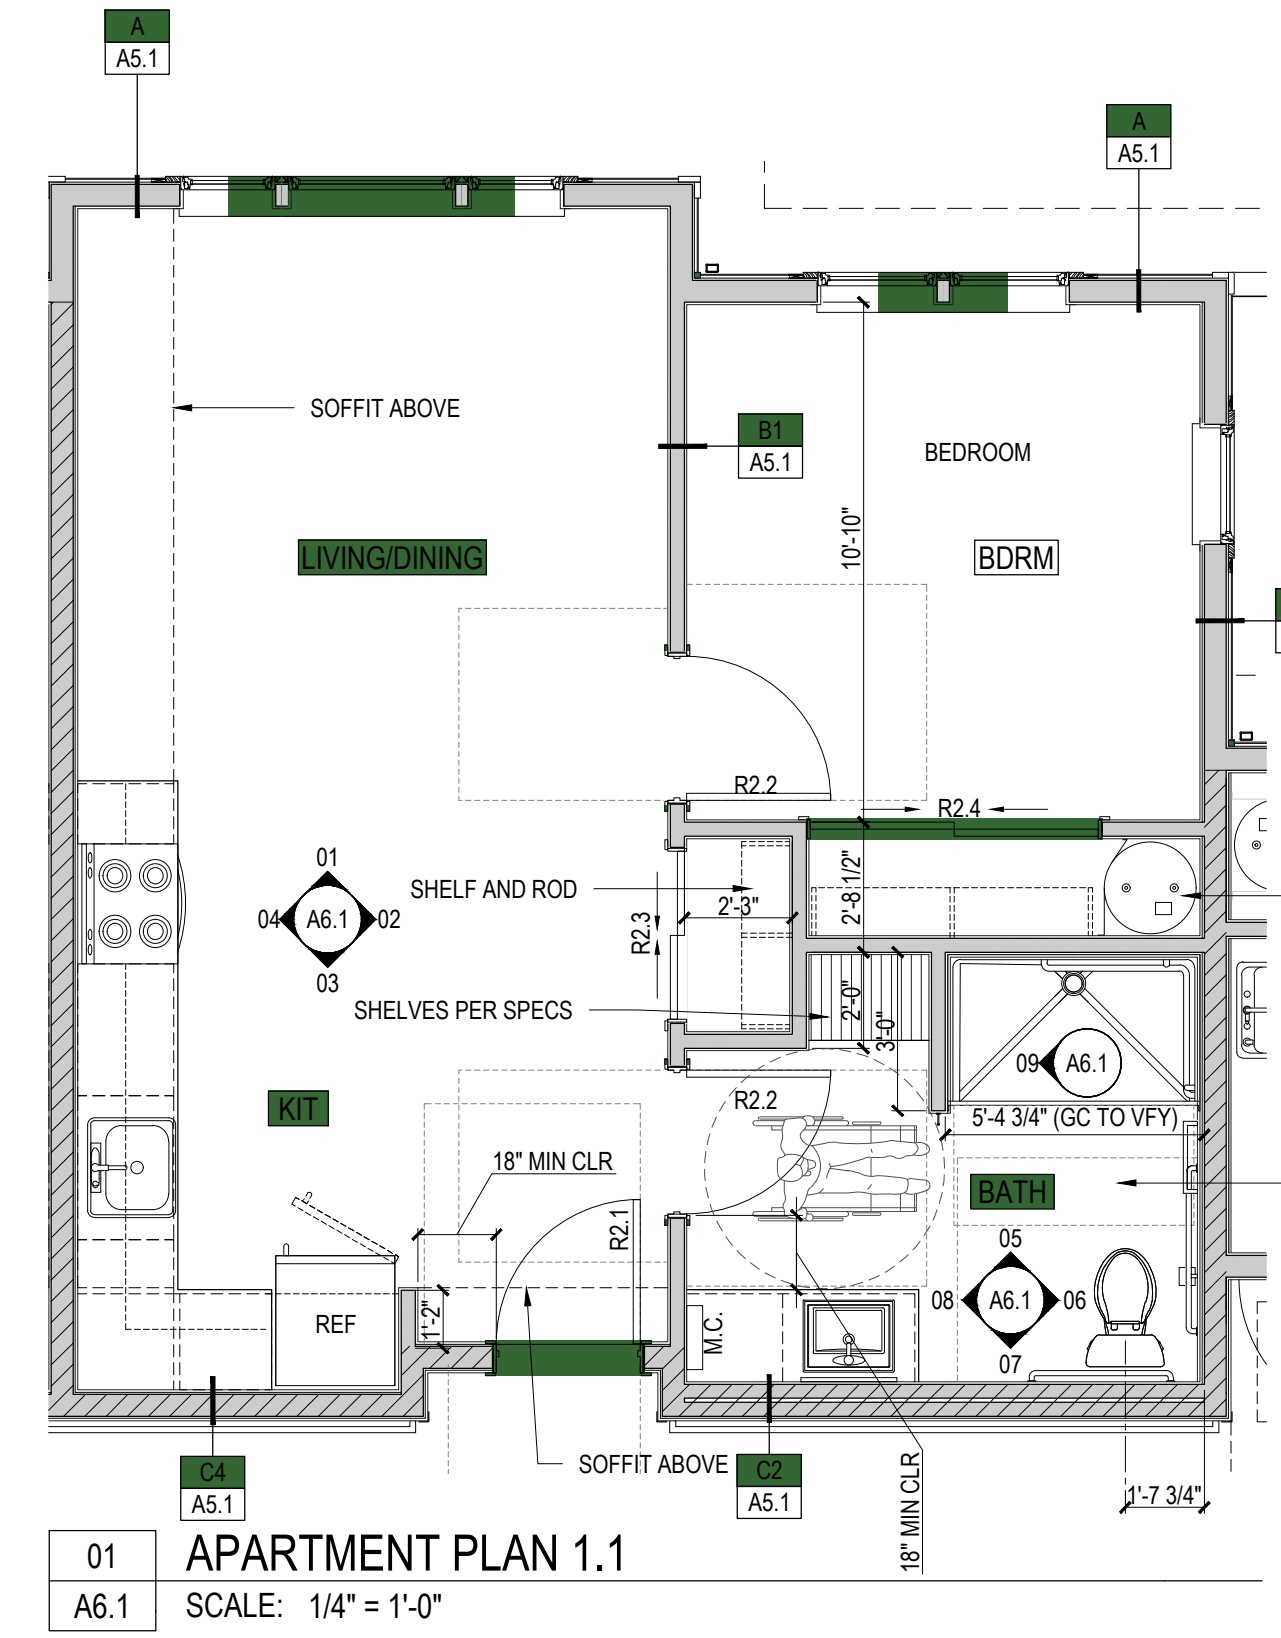 A
A5.1
A
A5.1
SOFFIT ABOVE
B1
A5.1
BEDROOM
10'-10"
LIVING/DINING
BDRM
R2.2
R2.4
01
04
A6.1
02
03
SHELF AND ROD
2'-3"
2'-8 1/2"
R2.3
SHELVES PER SPECS
2'-0"
3'-0"
09
A6.1
R2.2
5'-4 3/4" (GC TO VFY)
KIT
18" MIN CLR
BATH
R2.1
05
08
A6.1
06
07
REF
1'-2"
M.C.
SOFFIT ABOVE
C4
A5.1
C2
A5.1
18" MIN CLR
1'-7 3/4"
01
APARTMENT PLAN 1.1
A6.1
SCALE: 1/4" = 1'-0"